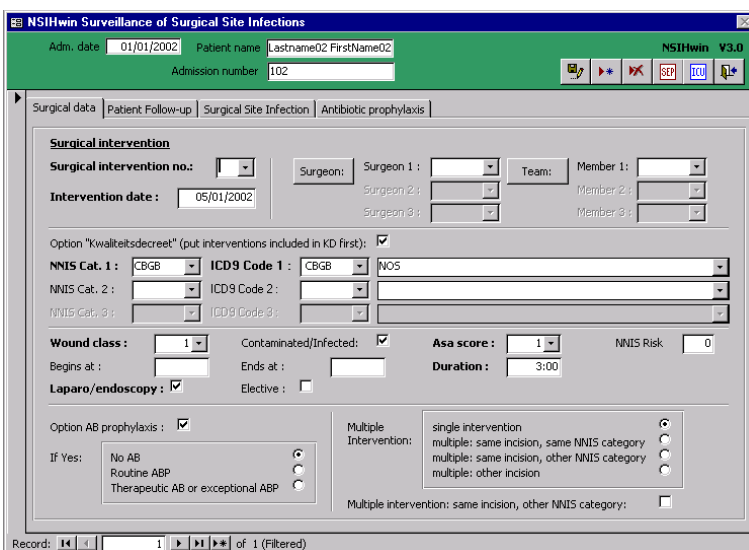 NSIHwin Surveillance of Surgical Site Infections
Adm. date 01/01/2002 Patient name Lastname02 FirstName02 NSIHwin V3.0
Admission number 102 SEP ICU
Surgical data Patient Follow-up Surgical Site Infection Antibiotic prophylaxis
Surgical intervention
Surgical intervention no.: Surgeon: Surgeon 1 : Team: Member 1:
Intervention date : 05/01/2002 Surgeon 2 : Member 2 :
Surgeon 3 : Member 3 :
Option "Kwaliteitsdecreet" (put interventions included in KD first):
NNIS Cat. 1 : CBGB ICD9 Code 1 : CBGB NOS
NNIS Cat. 2 : ICD9 Code 2 :
NNIS Cat. 3 : ICD9 Code 3 :
Wound class : 1 Contaminated/Infected: Asa score : 1 NNIS Risk 0
Begins at : Ends at : Duration : 3:00
Laparo/endoscopy : Elective :
Option AB prophylaxis :
If Yes: No AB
Routine ABP
Therapeutic AB or exceptional ABP
Multiple Intervention: single intervention
multiple: same incision, same NNIS category
multiple: same incision, other NNIS category
multiple: other incision
Multiple intervention: same incision, other NNIS category:
Record: 1 of 1 (Filtered)